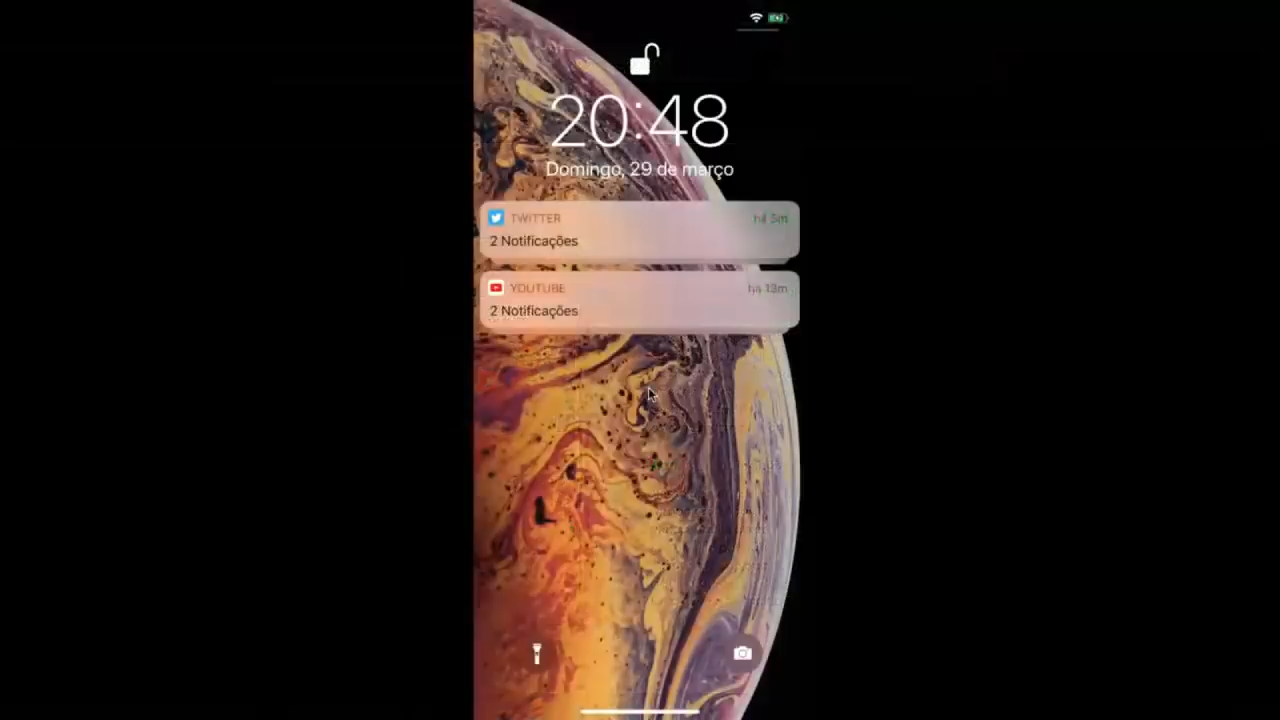 20:48
Domingo, 29 de março
TWITTER
há 5m
2 Notificações
YOUTUBE
há 13m
2 Notificações